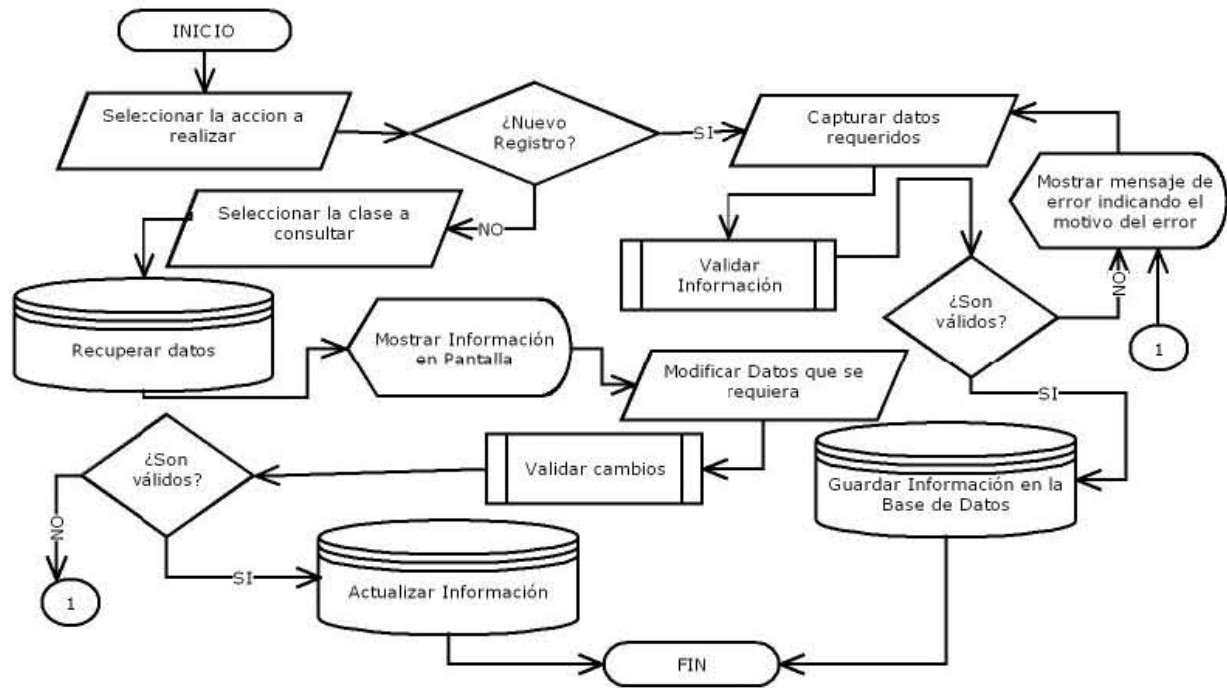 INICIO
Seleccionar la accion a
realizar
¿Nuevo
Registro?
SI
Capturar datos
requeridos
Mostrar mensaje de
error indicando el
motivo del error
NO
Seleccionar la clase a
consultar
Validar
Información
¿Son
válidos?
NO
1
Recuperar datos
Mostrar Información
en Pantalla
Modificar Datos que se
requiera
SI
¿Son
válidos?
Validar cambios
Guardar Información en la
Base de Datos
NO
SI
1
Actualizar Información
FIN